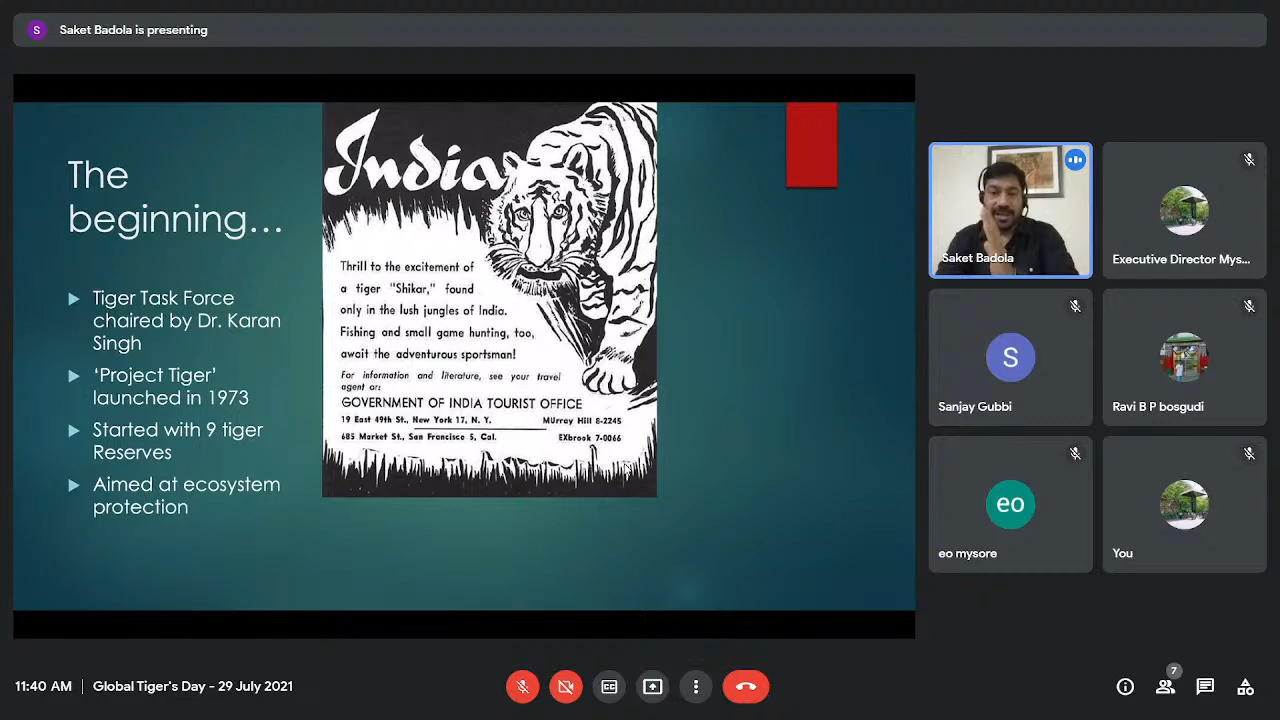 S Saket Badola is presenting
The
beginning…
Tiger Task Force
chaired by Dr. Karan
Singh
‘Project Tiger’
launched in 1973
Started with 9 tiger
Reserves
Aimed at ecosystem
protection
India
Thrill to the excitement of
a tiger "Shikar," found
only in the lush jungles of India.
Fishing and small game hunting, too,
await the adventurous sportsman!
For information and literature, see your travel
agent or:
GOVERNMENT OF INDIA TOURIST OFFICE
19 East 49th St., New York 17, N. Y. MUrray Hill 8-2245
685 Market St., San Francisco 5, Cal. EXbrook 7-0066
Saket Badola
Executive Director Mys...
S
Sanjay Gubbi
Ravi B P bosgudi
eo
eo mysore
You
11:40 AM | Global Tiger's Day - 29 July 2021
CC
7